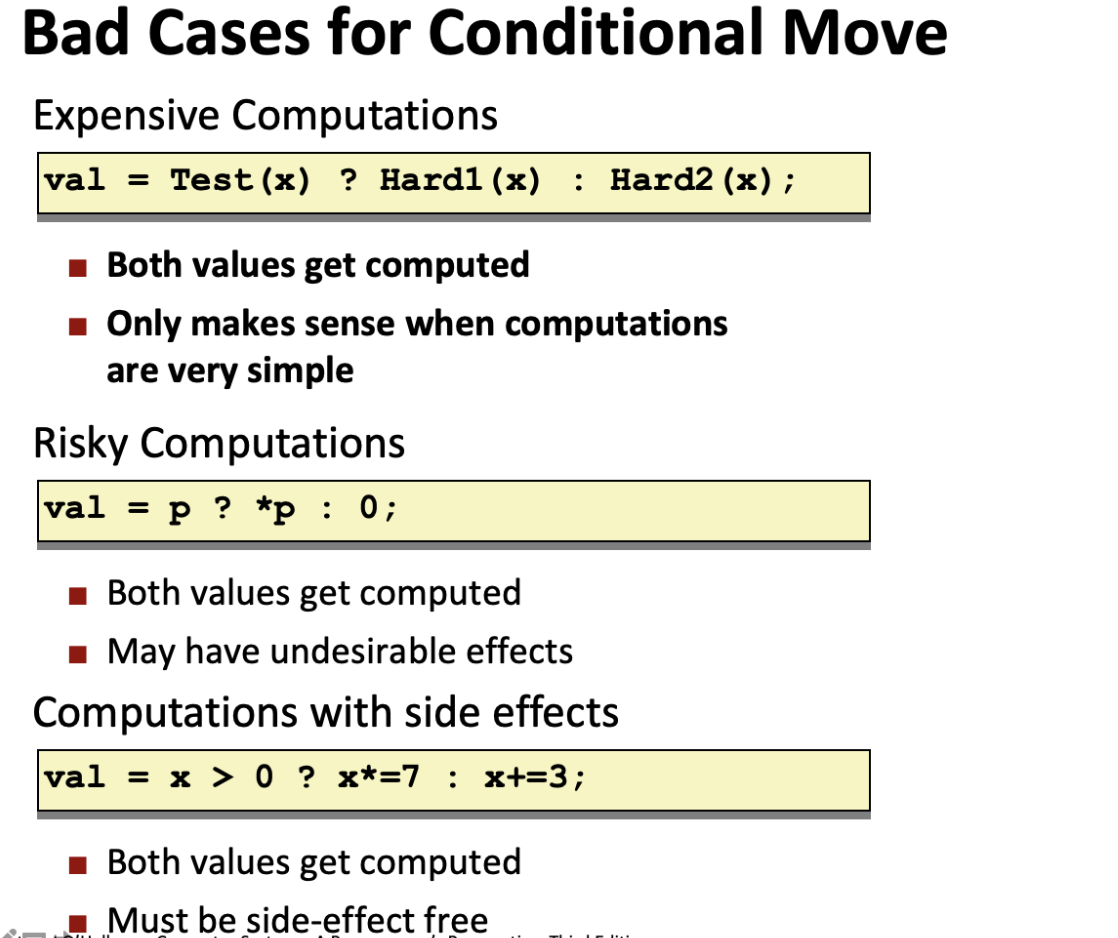 Bad Cases for Conditional Move
Expensive Computations
val = Test(x) ? Hard1(x) : Hard2(x);
Both values get computed
Only makes sense when computations
are very simple
Risky Computations
val = p ? *p : 0;
Both values get computed
May have undesirable effects
Computations with side effects
val = x > 0 ? x*=7 : x+=3;
Both values get computed
Must be side-effect free